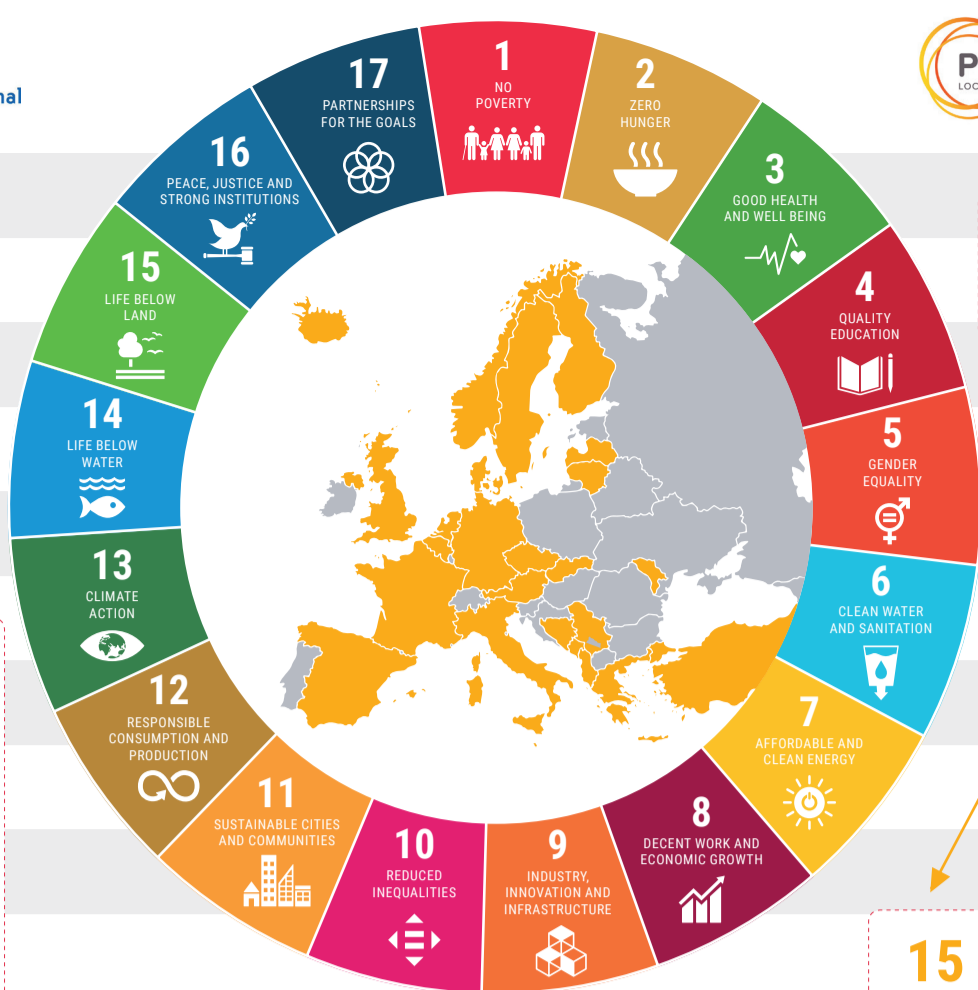 nal
P
LOC
1
NO
POVERTY
2
ZERO
HUNGER
3
GOOD HEALTH
AND WELL BEING
4
QUALITY
EDUCATION
5
GENDER
EQUALITY
6
CLEAN WATER
AND SANITATION
7
AFFORDABLE AND
CLEAN ENERGY
8
DECENT WORK AND
ECONOMIC GROWTH
9
INDUSTRY,
INNOVATION AND
INFRASTRUCTURE
10
REDUCED
INEQUALITIES
11
SUSTAINABLE CITIES
AND COMMUNITIES
12
RESPONSIBLE
CONSUMPTION AND
PRODUCTION
13
CLIMATE
ACTION
14
LIFE BELOW
WATER
15
LIFE BELOW
LAND
16
PEACE, JUSTICE AND
STRONG INSTITUTIONS
17
PARTNERSHIPS
FOR THE GOALS
15